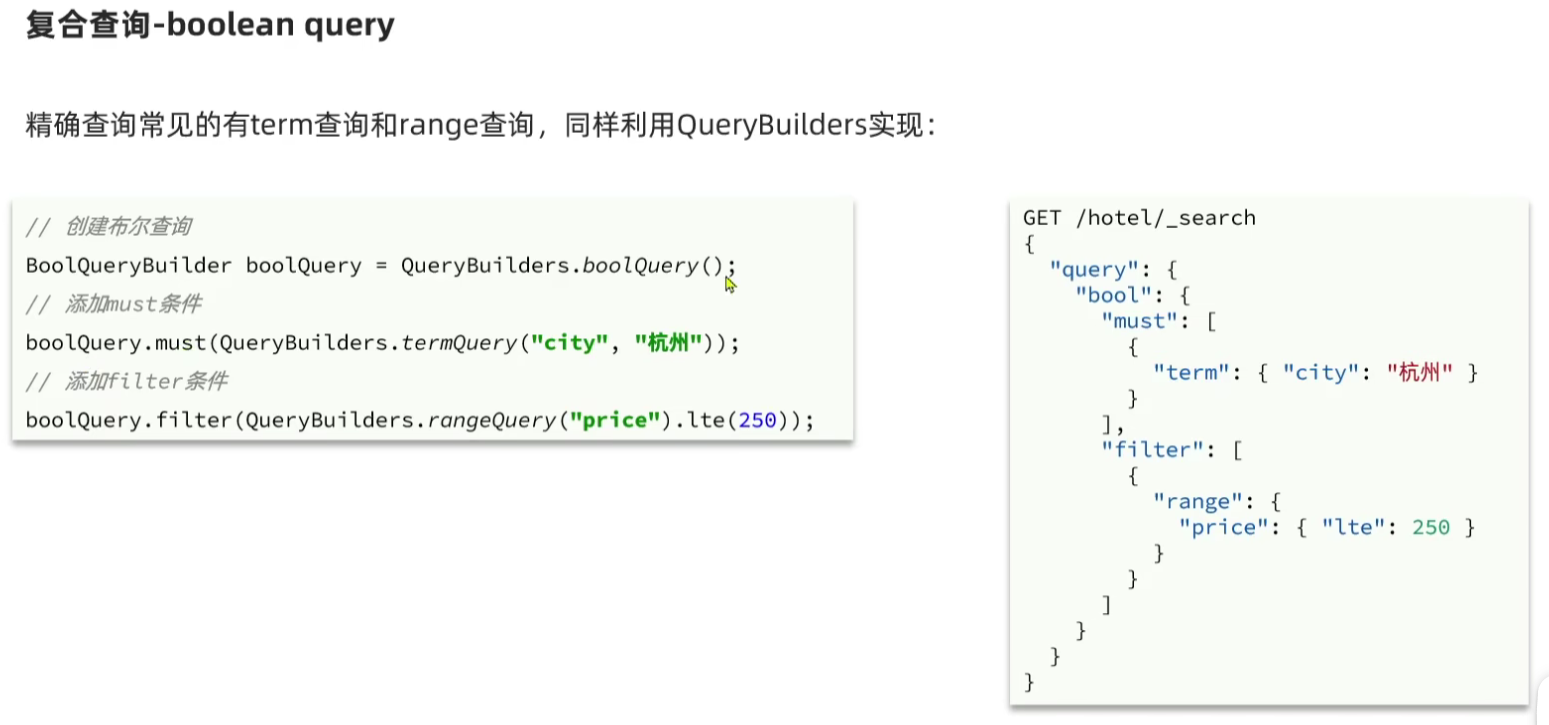 复合查询-boolean query
精确查询常见的有term查询和range查询，同样利用QueryBuilders实现：
// 创建布尔查询
BoolQueryBuilder boolQuery = QueryBuilders.boolQuery();
// 添加must条件
boolQuery.must(QueryBuilders.termQuery("city", "杭州"));
// 添加filter条件
boolQuery.filter(QueryBuilders.rangeQuery("price").lte(250));
GET /hotel/_search
{
  "query": {
    "bool": {
      "must": [
        {
          "term": { "city": "杭州" }
        }
      ],
      "filter": [
        {
          "range": {
            "price": { "lte": 250 }
          }
        }
      ]
    }
  }
}